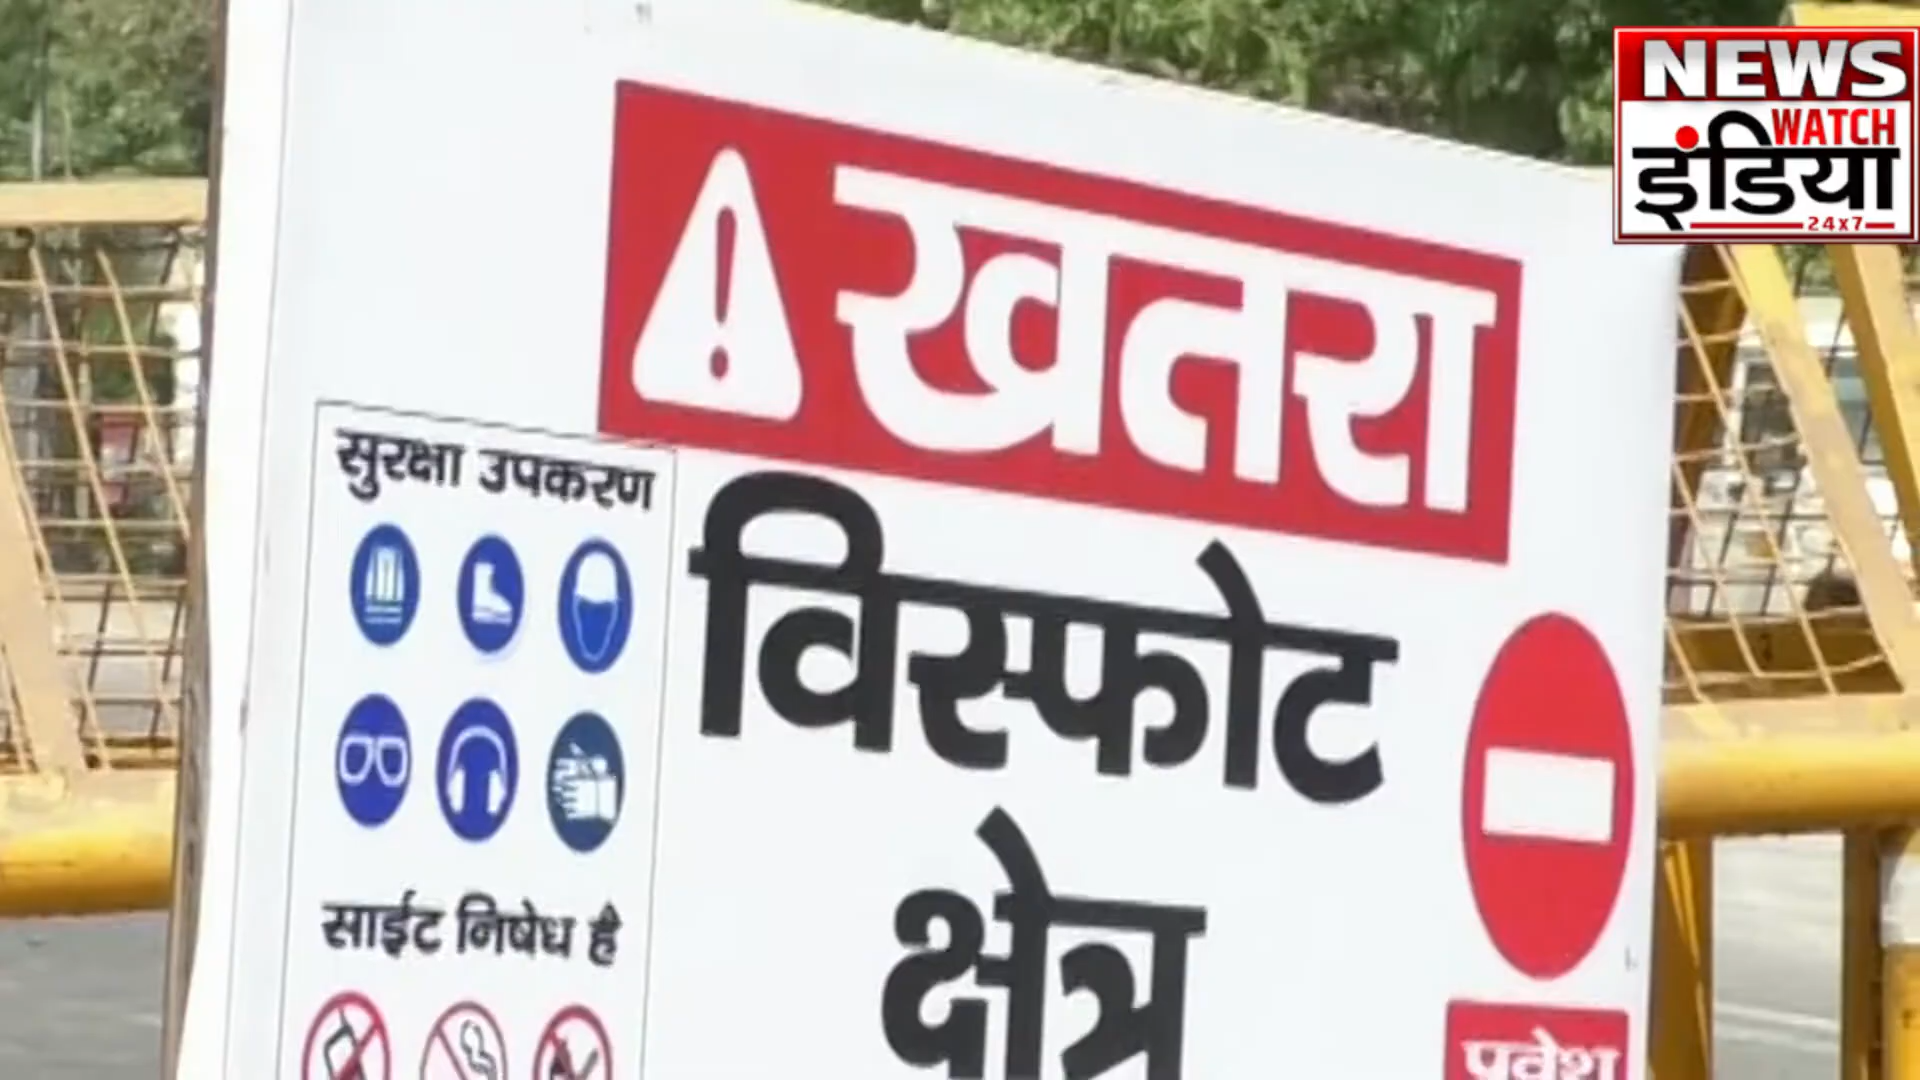 NEWS
WATCH
इंडिया
24x7
खतरा
सुरक्षा उपकरण
विस्फोट
क्षेत्र
साईट निषेध है
प्रवेश